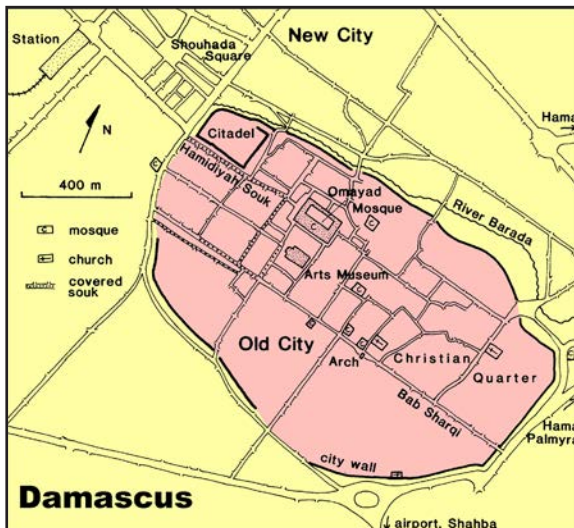 Station
Shouhada
Square
New City
Hama
N
Citadel
Hamidiyah Souk
400 m
Omayad
Mosque
River Barada
c mosque
church
covered
souk
Arts Museum
Old City
Arch
Christian
Quarter
Bab Sharqi
Hama
Palmyra
city wall
Damascus
airport, Shahba